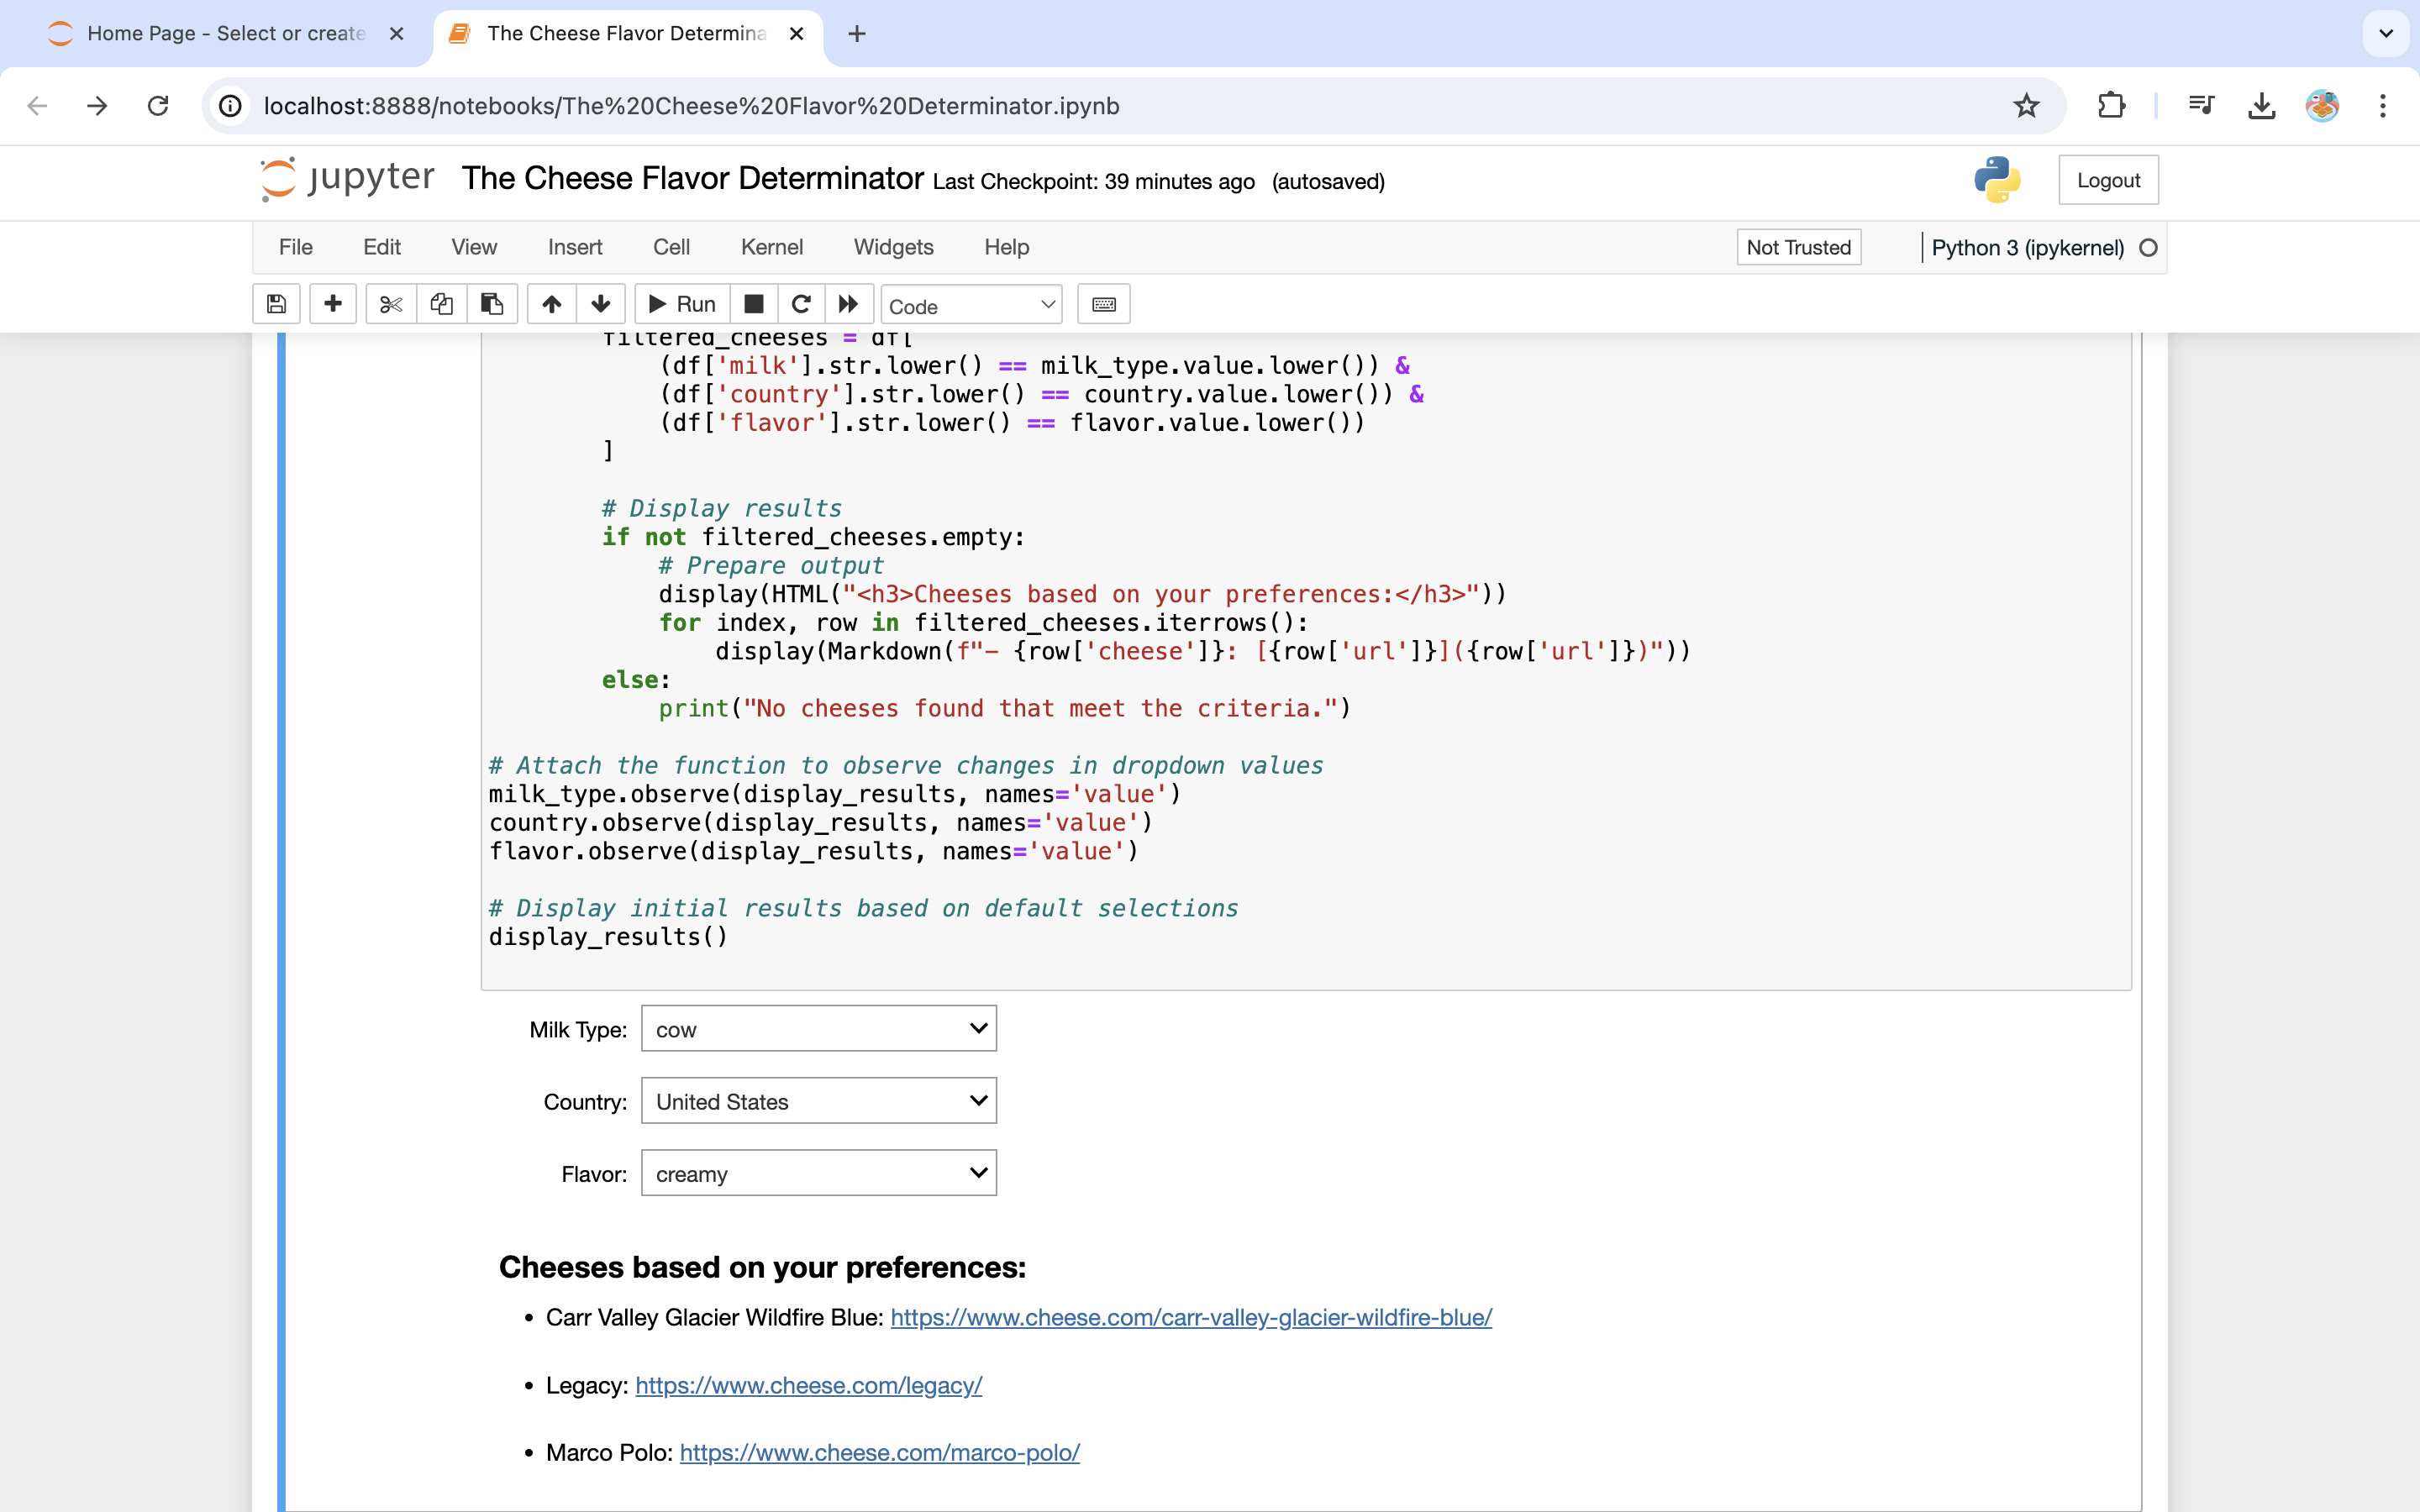 Home Page - Select or create
The Cheese Flavor Determina
localhost:8888/notebooks/The%20Cheese%20Flavor%20Determinator.ipynb
jupyter The Cheese Flavor Determinator Last Checkpoint: 39 minutes ago (autosaved)
Logout
File Edit View Insert Cell Kernel Widgets Help
Not Trusted
Python 3 (ipykernel)
Run
Code
filtered_cheeses = df[
(df['milk'].str.lower() == milk_type.value.lower()) &
(df['country'].str.lower() == country.value.lower()) &
(df['flavor'].str.lower() == flavor.value.lower())
]
# Display results
if not filtered_cheeses.empty:
# Prepare output
display(HTML("<h3>Cheeses based on your preferences:</h3>"))
for index, row in filtered_cheeses.iterrows():
display(Markdown(f"- {row['cheese']}: [{row['url']}]({row['url']})"))
else:
print("No cheeses found that meet the criteria.")
# Attach the function to observe changes in dropdown values
milk_type.observe(display_results, names='value')
country.observe(display_results, names='value')
flavor.observe(display_results, names='value')
# Display initial results based on default selections
display_results()
Milk Type: cow
Country: United States
Flavor: creamy
Cheeses based on your preferences:
• Carr Valley Glacier Wildfire Blue: https://www.cheese.com/carr-valley-glacier-wildfire-blue/
• Legacy: https://www.cheese.com/legacy/
• Marco Polo: https://www.cheese.com/marco-polo/